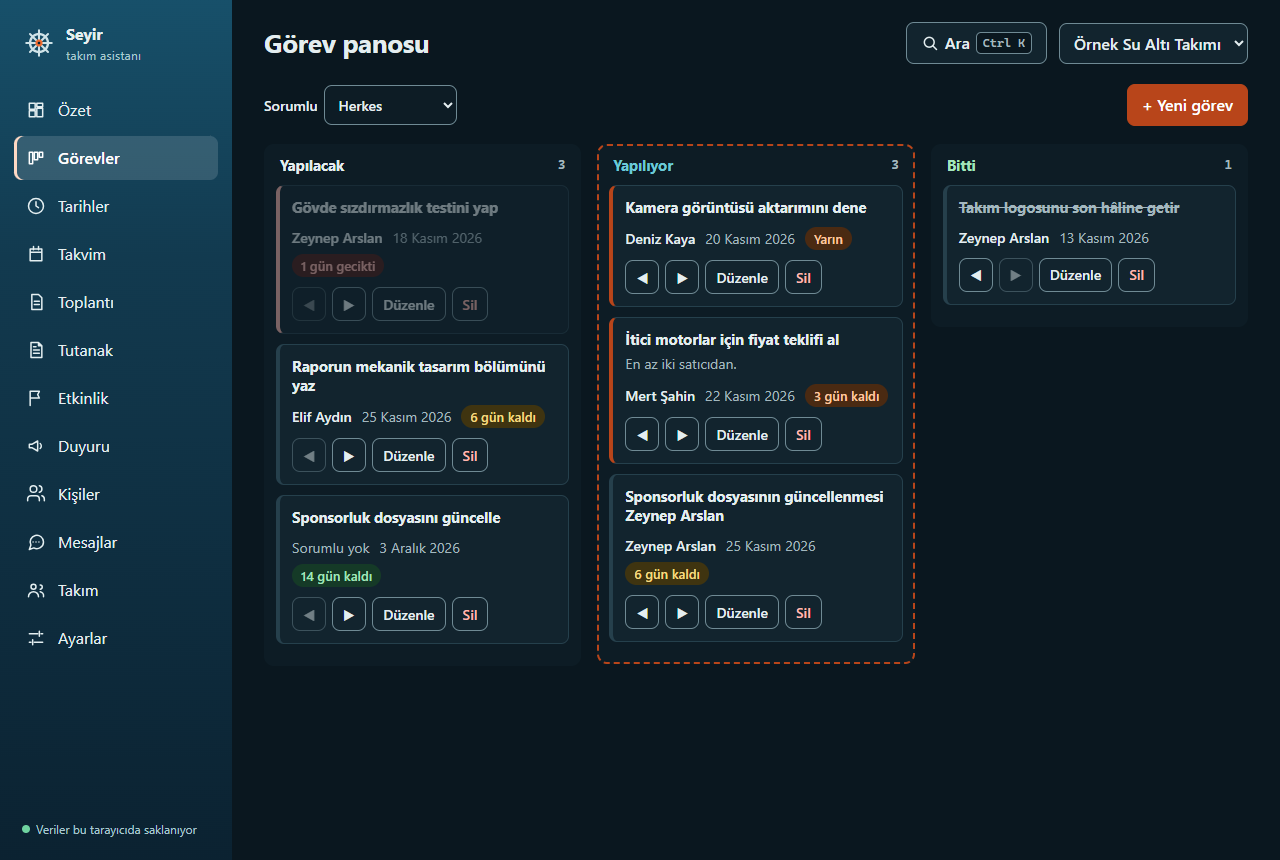 Seyir
takım asistanı
Özet
Görevler
Tarihler
Takvim
Toplantı
Tutanak
Etkinlik
Duyuru
Kişiler
Mesajlar
Takım
Ayarlar
Veriler bu tarayıcıda saklanıyor
Görev panosu
Ara Ctrl K
Örnek Su Altı Takımı
Sorumlu Herkes
+ Yeni görev
Yapılacak 3
Gövde sızdırmazlık testini yap
Zeynep Arslan 18 Kasım 2026
1 gün gecikti
◀ ▶ Düzenle Sil
Raporun mekanik tasarım bölümünü
yaz
Elif Aydın 25 Kasım 2026 6 gün kaldı
◀ ▶ Düzenle Sil
Sponsorluk dosyasını güncelle
Sorumlu yok 3 Aralık 2026
14 gün kaldı
◀ ▶ Düzenle Sil
Yapılıyor 3
Kamera görüntüsü aktarımını dene
Deniz Kaya 20 Kasım 2026 Yarın
◀ ▶ Düzenle Sil
İtici motorlar için fiyat teklifi al
En az iki satıcıdan.
Mert Şahin 22 Kasım 2026 3 gün kaldı
◀ ▶ Düzenle Sil
Sponsorluk dosyasının güncellenmesi
Zeynep Arslan
Zeynep Arslan 25 Kasım 2026
6 gün kaldı
◀ ▶ Düzenle Sil
Bitti 1
Takım logosunu son hâline getir
Zeynep Arslan 13 Kasım 2026
◀ ▶ Düzenle Sil